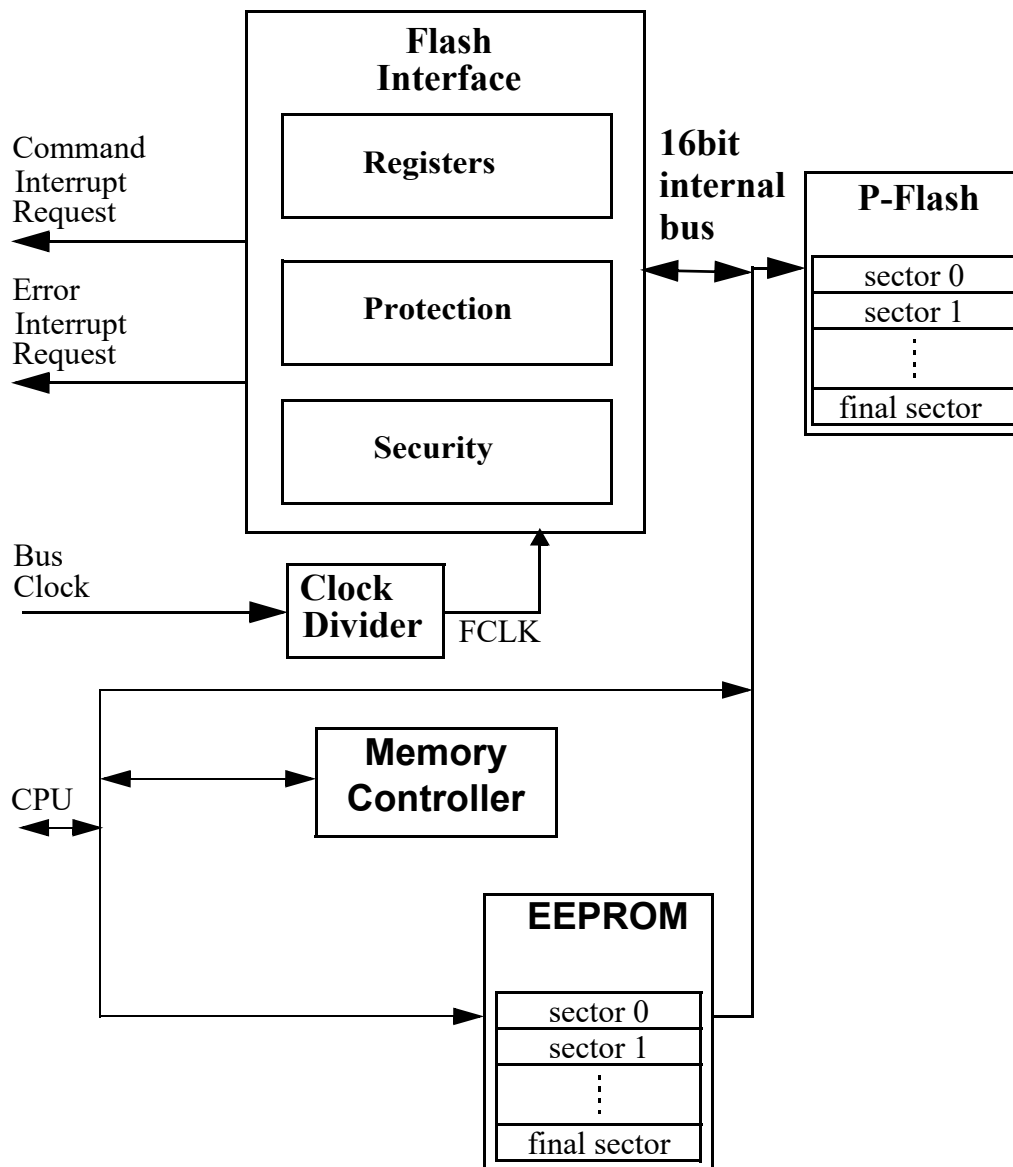 Flash
Interface
Registers
Protection
Security
Command
Interrupt
Request
Error
Interrupt
Request
16bit
internal
bus
P-Flash
sector 0
sector 1
final sector
Bus
Clock
Clock
Divider
FCLK
Memory
Controller
CPU
EEPROM
sector 0
sector 1
final sector